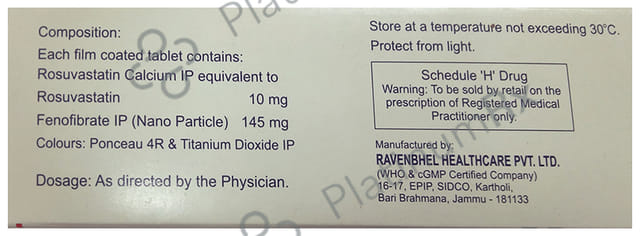 Composition:
Each film coated tablet contains:
Rosuvastatin Calcium IP equivalent to
Rosuvastatin 10 mg
Fenofibrate IP (Nano Particle) 145 mg
Colours: Ponceau 4R & Titanium Dioxide IP
Dosage: As directed by the Physician.
Store at a temperature not exceeding 30°C.
Protect from light.
Schedule 'H' Drug
Warning: To be sold by retail on the
prescription of Registered Medical
Practitioner only.
Manufactured by:
RAVENBHEL HEALTHCARE PVT. LTD.
(WHO & cGMP Certified Company)
16-17, EPIP, SIDCO, Kartholi,
Bari Brahmana, Jammu - 181133
PlatinumRx